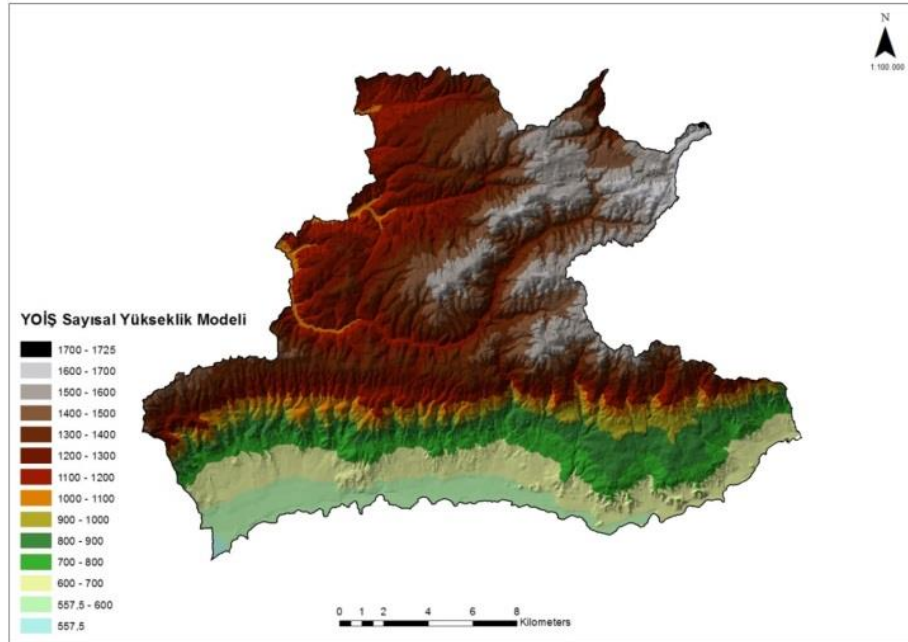 N
1:100.000
YOİŞ Sayısal Yükseklik Modeli
1700 - 1725
1600 - 1700
1500 - 1600
1400 - 1500
1300 - 1400
1200 - 1300
1100 - 1200
1000 - 1100
900 - 1000
800 - 900
700 - 800
600 - 700
557,5 - 600
557,5
0 1 2 4 6 8
Kilometers